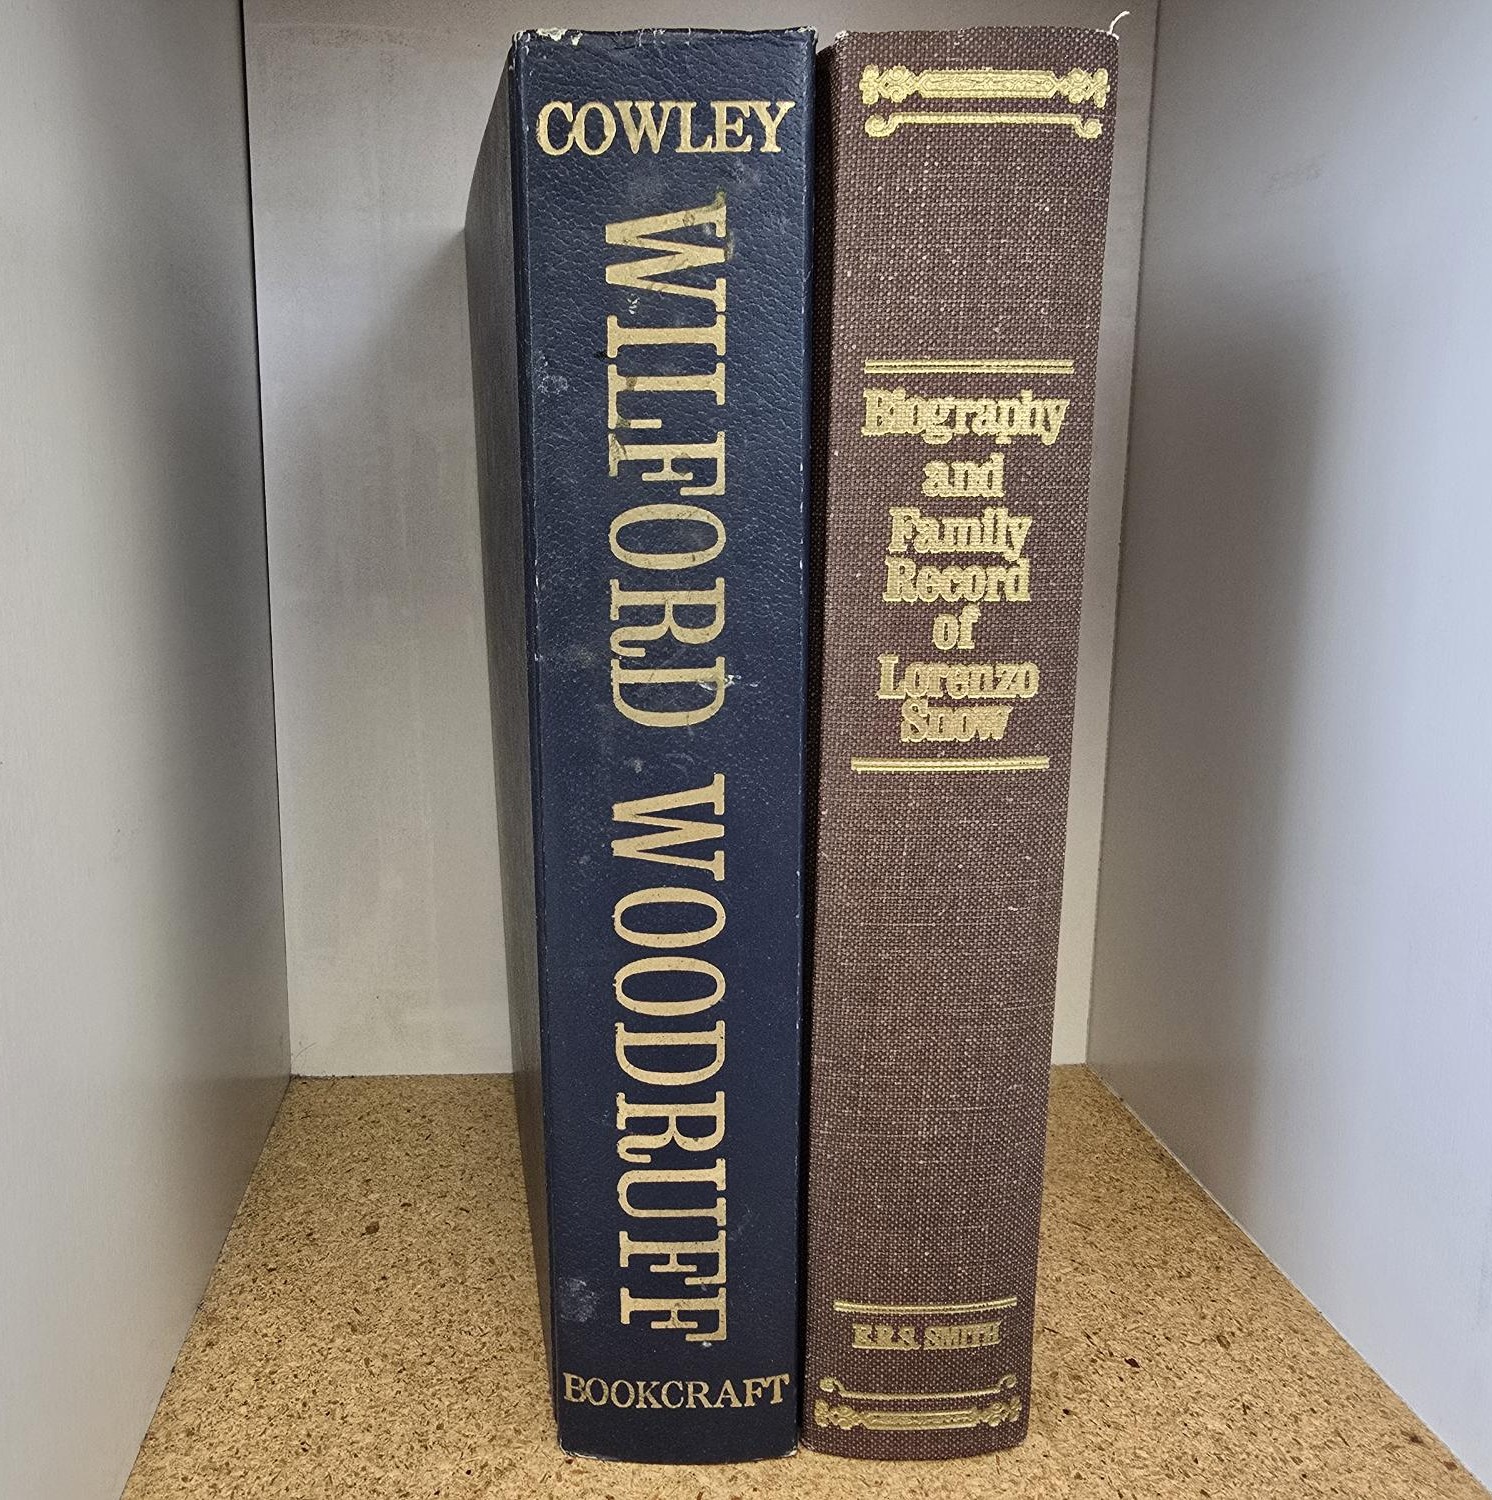 COWLEY
WILFORD WOODRUFF
BOOKCRAFT
Biography
and
Family
Record
of
Lorenzo
Snow
E.R.S. SMITH